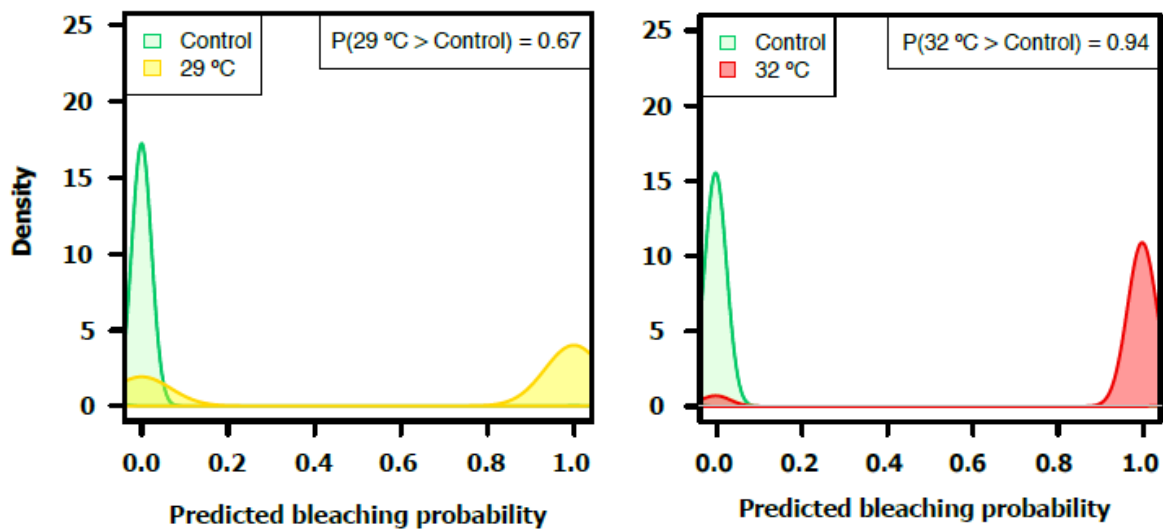 Control
29 ºC
P(29 ºC > Control) = 0.67
25
20
15
10
5
0
Density
0.0 0.2 0.4 0.6 0.8 1.0
Predicted bleaching probability
Control
32 ºC
P(32 ºC > Control) = 0.94
25
20
15
10
5
0
0.0 0.2 0.4 0.6 0.8 1.0
Predicted bleaching probability